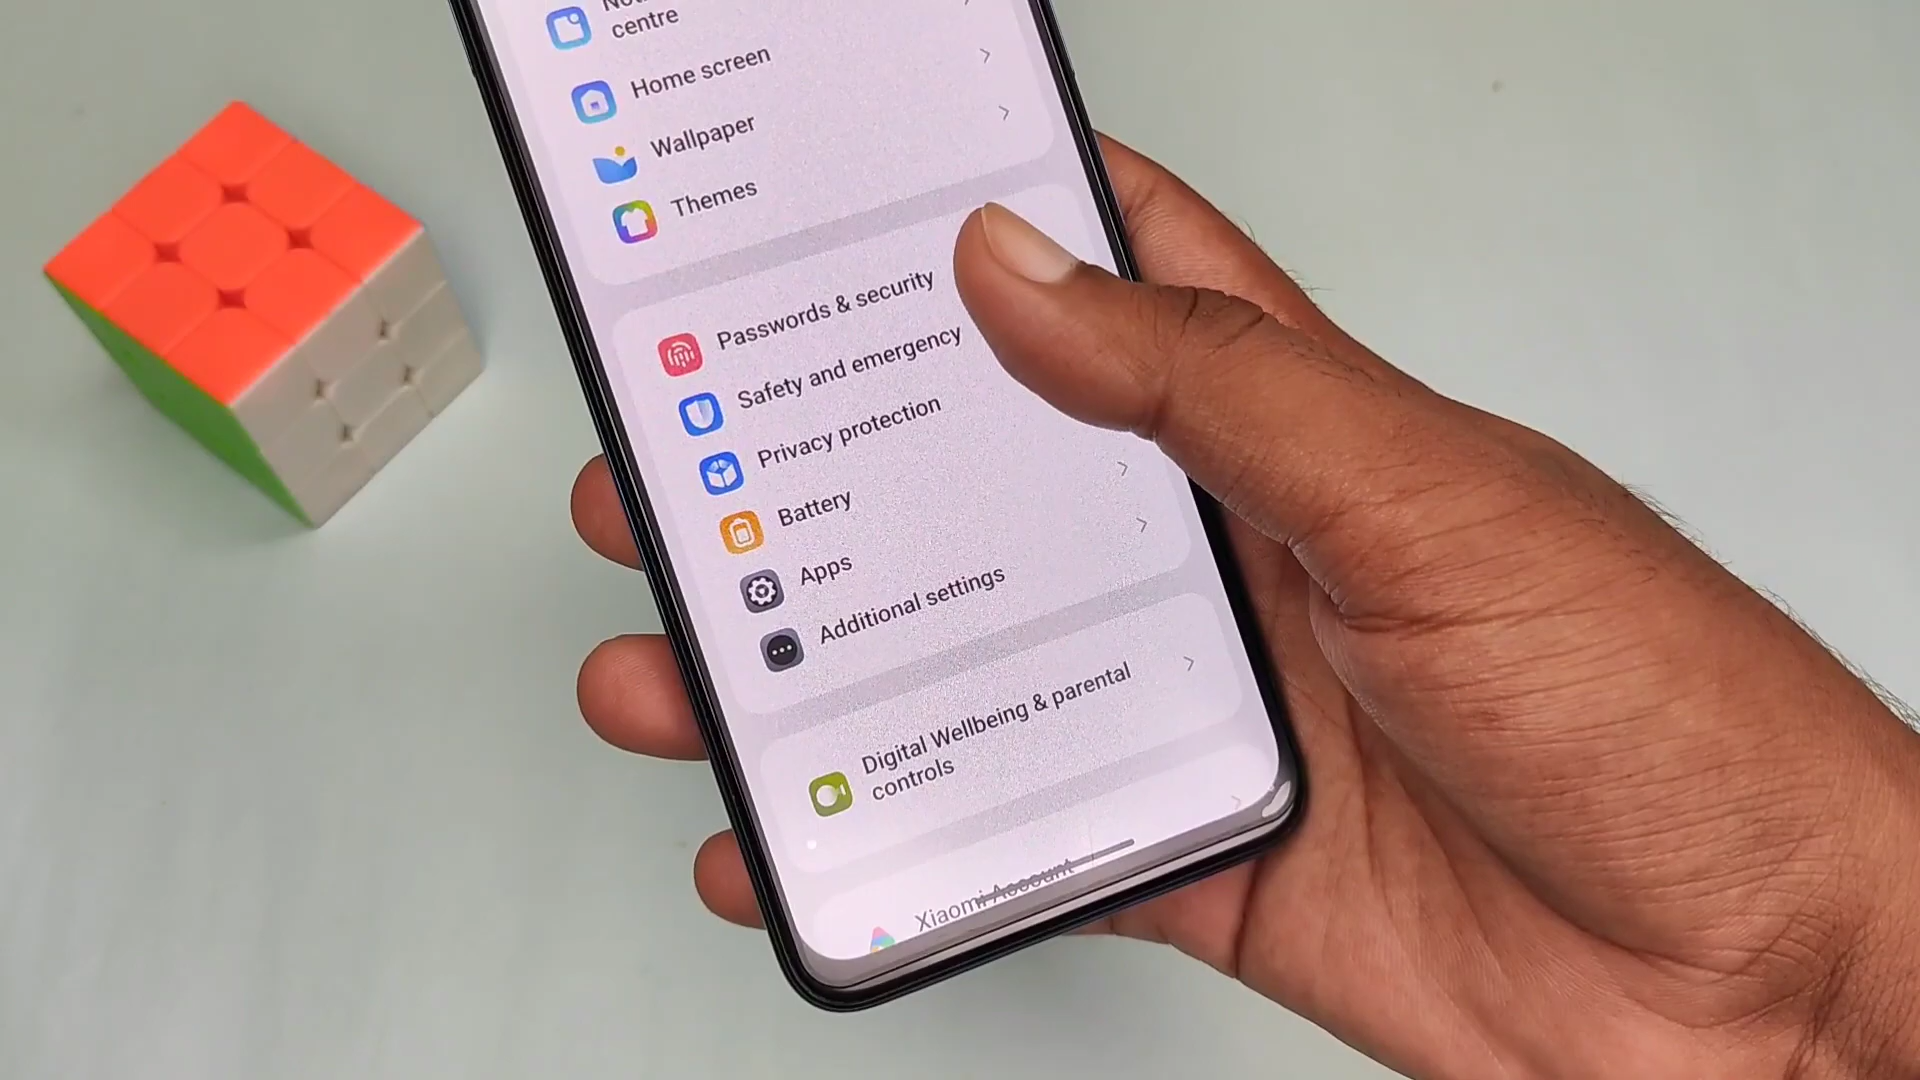 centre
Home screen
Wallpaper
Themes
Passwords & security
Safety and emergency
Privacy protection
Battery
Apps
Additional settings
Digital Wellbeing & parental
controls
Xiaomi Account